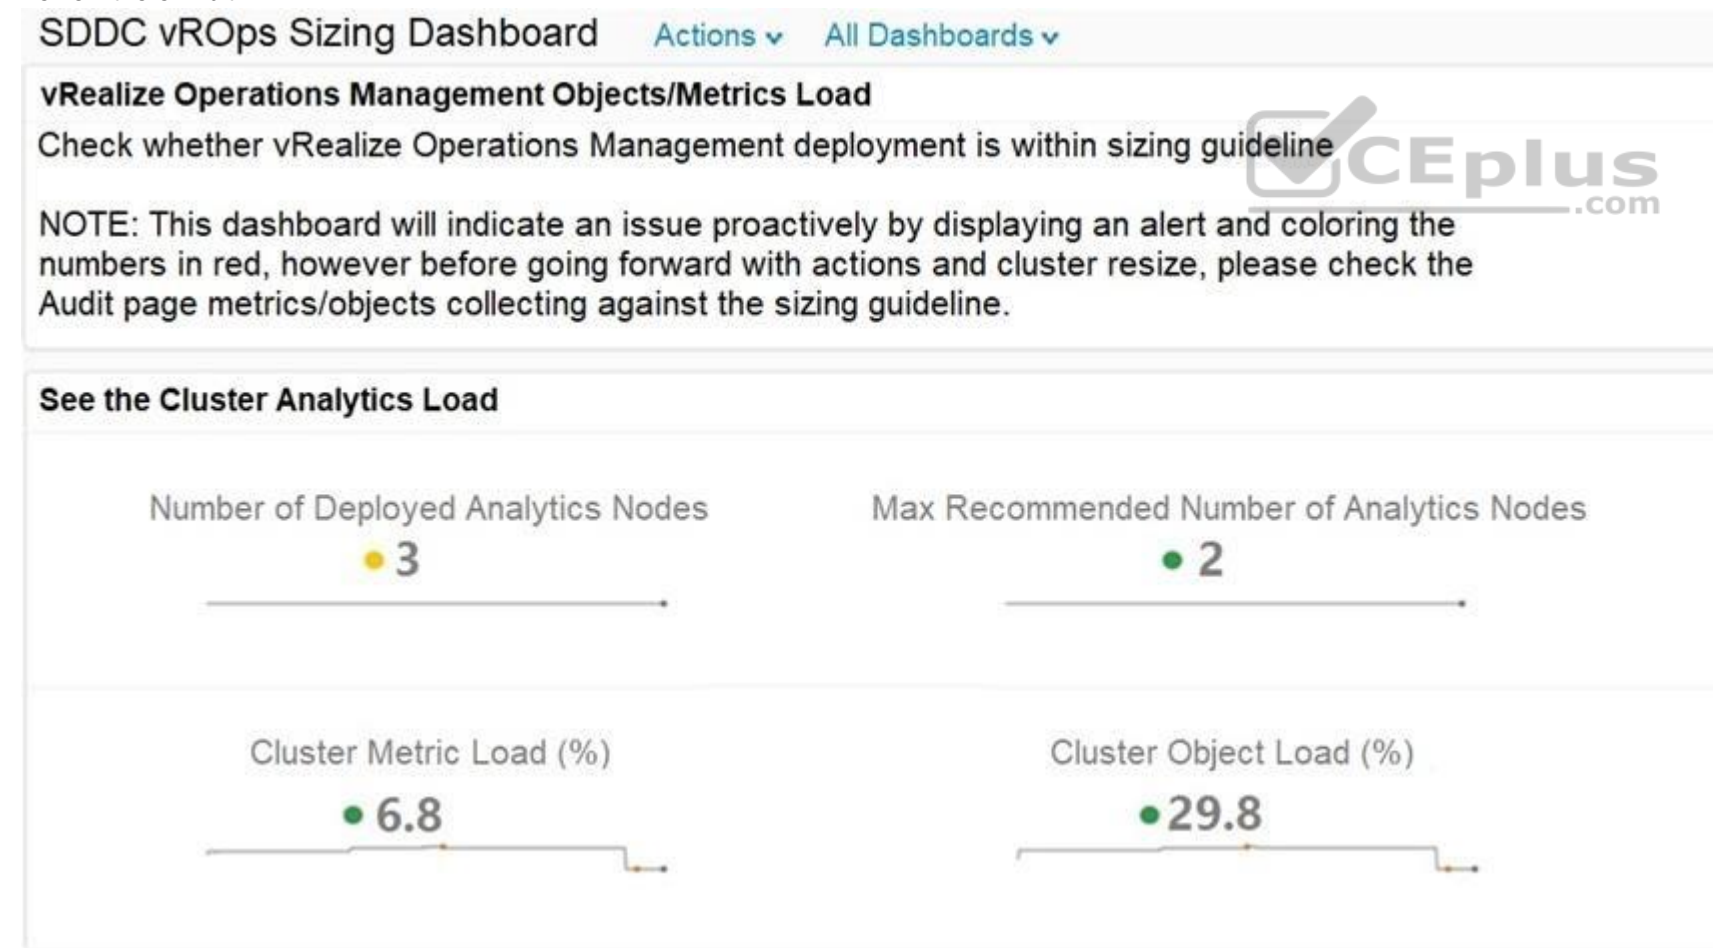 SDDC vROps Sizing Dashboard Actions All Dashboards
vRealize Operations Management Objects/Metrics Load
Check whether vRealize Operations Management deployment is within sizing guideline
CEplus
.com
NOTE: This dashboard will indicate an issue proactively by displaying an alert and coloring the
numbers in red, however before going forward with actions and cluster resize, please check the
Audit page metrics/objects collecting against the sizing guideline.
See the Cluster Analytics Load
Number of Deployed Analytics Nodes
3
Max Recommended Number of Analytics Nodes
2
Cluster Metric Load (%)
6.8
Cluster Object Load (%)
29.8